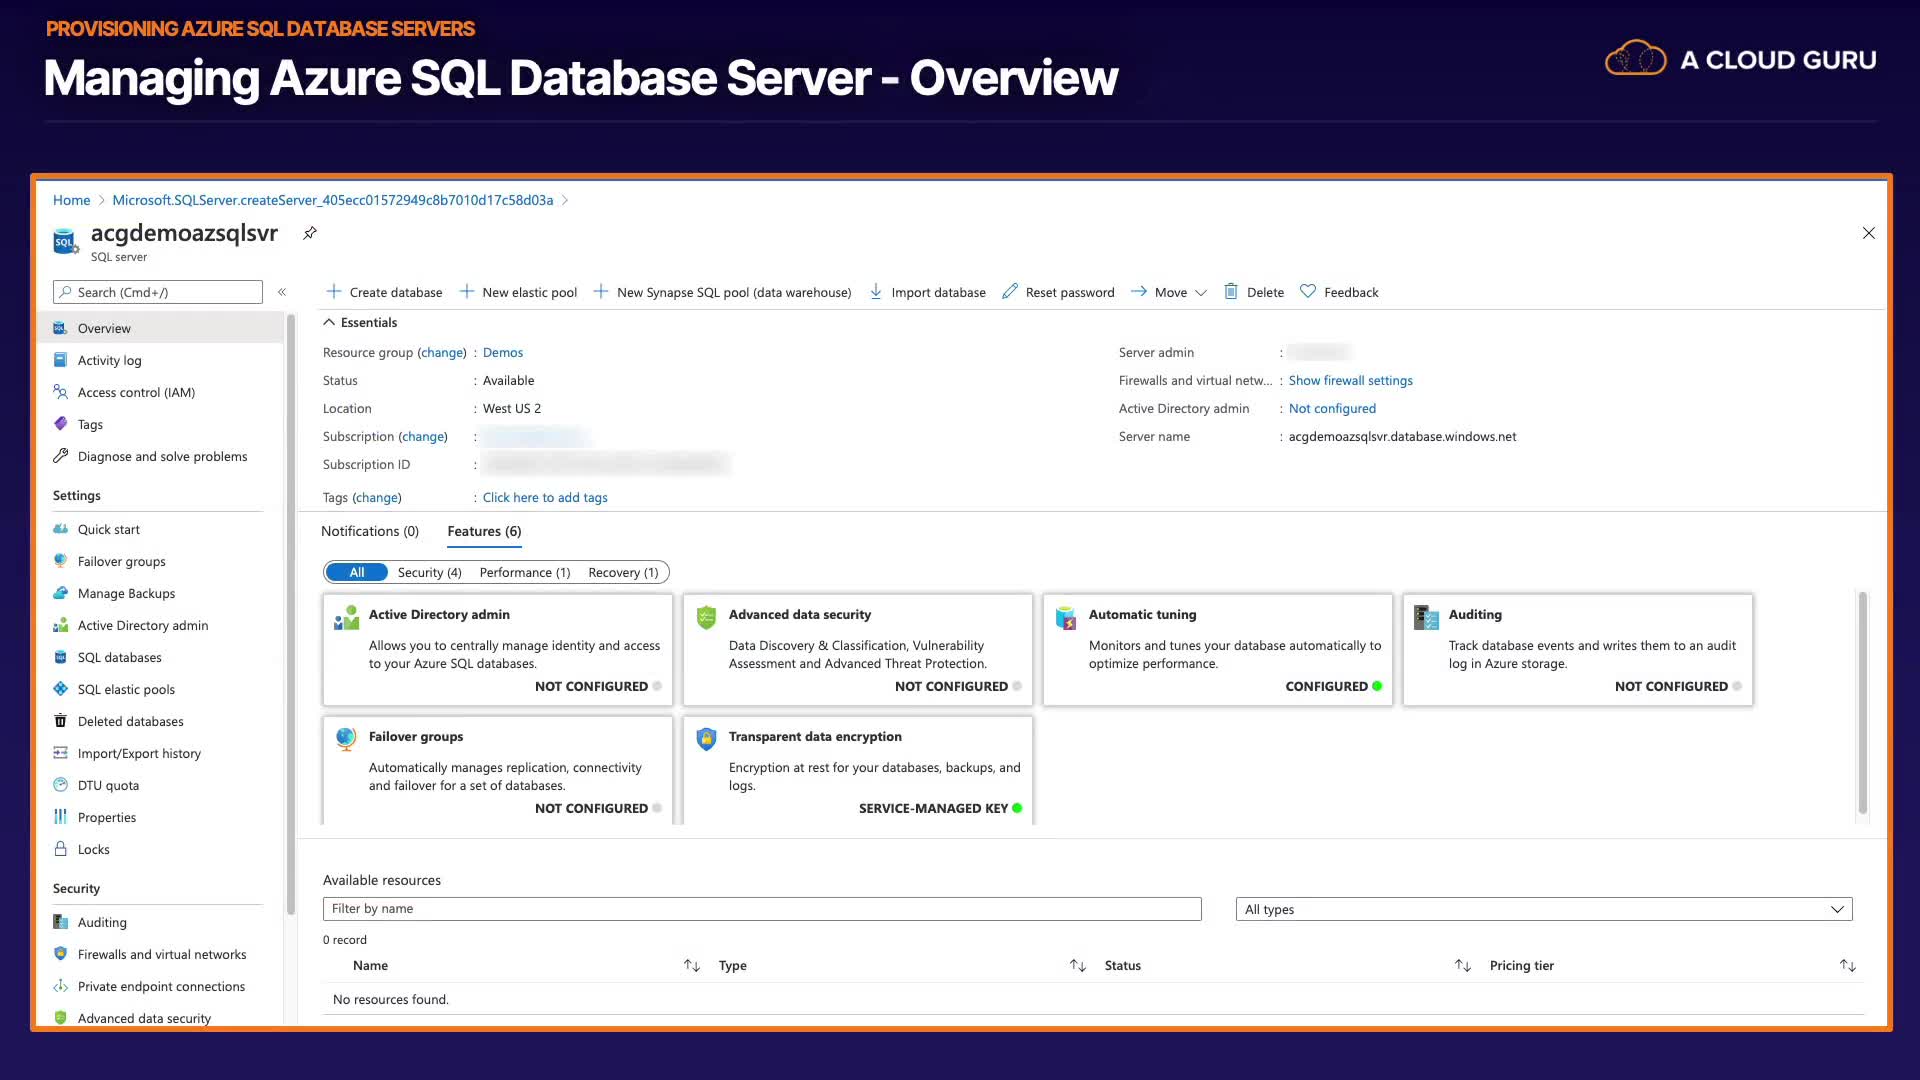 PROVISIONING AZURE SQL DATABASE SERVERS
Managing Azure SQL Database Server - Overview
A CLOUD GURU
Home > Microsoft.SQLServer.createServer_405ecc01572949c8b7010d17c58d03a >
acgdemoazsqlsvr
SQL
SQL server
Search (Cmd+/)
«
Create database
New elastic pool
New Synapse SQL pool (data warehouse)
Import database
Reset password
Move
Delete
Feedback
Overview
Activity log
Access control (IAM)
Tags
Diagnose and solve problems
Settings
Quick start
Failover groups
Manage Backups
Active Directory admin
SQL databases
SQL elastic pools
Deleted databases
Import/Export history
DTU quota
Properties
Locks
Security
Auditing
Firewalls and virtual networks
Private endpoint connections
Advanced data security
Essentials
Resource group (change) : Demos
Status : Available
Location : West US 2
Subscription (change) :
Subscription ID :
Tags (change) : Click here to add tags
Server admin :
Firewalls and virtual netw... : Show firewall settings
Active Directory admin : Not configured
Server name : acgdemoazsqlsvr.database.windows.net
Notifications (0) Features (6)
All Security (4) Performance (1) Recovery (1)
Active Directory admin
Allows you to centrally manage identity and access
to your Azure SQL databases.
NOT CONFIGURED
Advanced data security
Data Discovery & Classification, Vulnerability
Assessment and Advanced Threat Protection.
NOT CONFIGURED
Automatic tuning
Monitors and tunes your database automatically to
optimize performance.
CONFIGURED
Auditing
Track database events and writes them to an audit
log in Azure storage.
NOT CONFIGURED
Failover groups
Automatically manages replication, connectivity
and failover for a set of databases.
NOT CONFIGURED
Transparent data encryption
Encryption at rest for your databases, backups, and
logs.
SERVICE-MANAGED KEY
Available resources
Filter by name
All types
0 record
Name Type Status Pricing tier
No resources found.